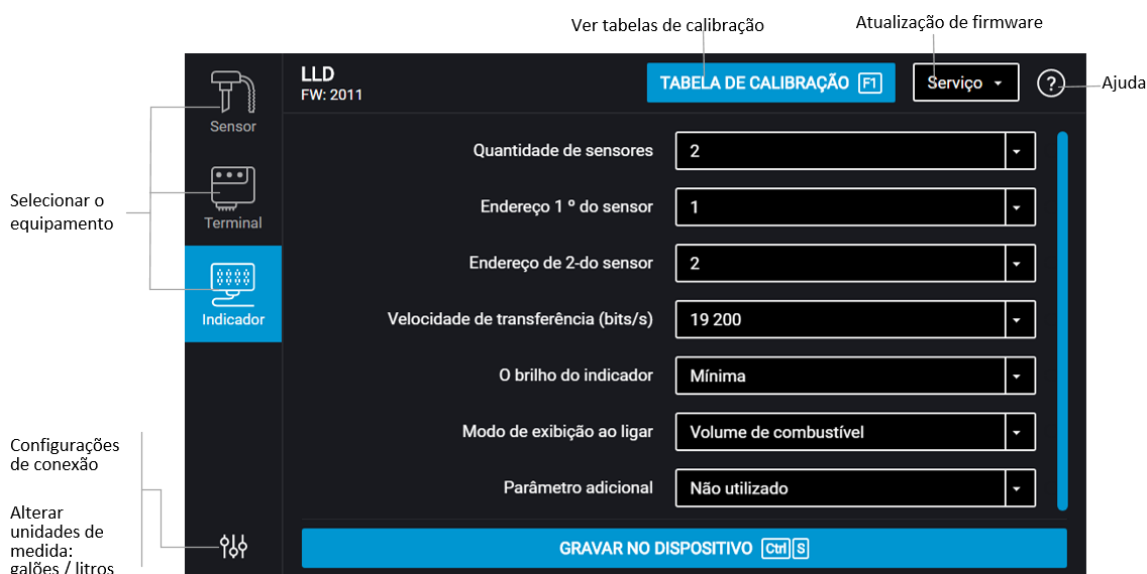 Ver tabelas de calibração
Atualização de firmware
LLD
FW: 2011
TABELA DE CALIBRAÇÃO F1
Serviço
?
Ajuda
Sensor
Terminal
Indicador
Selecionar o
equipamento
Quantidade de sensores
2
Endereço 1 º do sensor
1
Endereço de 2-do sensor
2
Velocidade de transferência (bits/s)
19 200
O brilho do indicador
Mínima
Modo de exibição ao ligar
Volume de combustível
Parâmetro adicional
Não utilizado
Configurações
de conexão
Alterar
unidades de
medida:
galões / litros
GRAVAR NO DISPOSITIVO Ctrl S